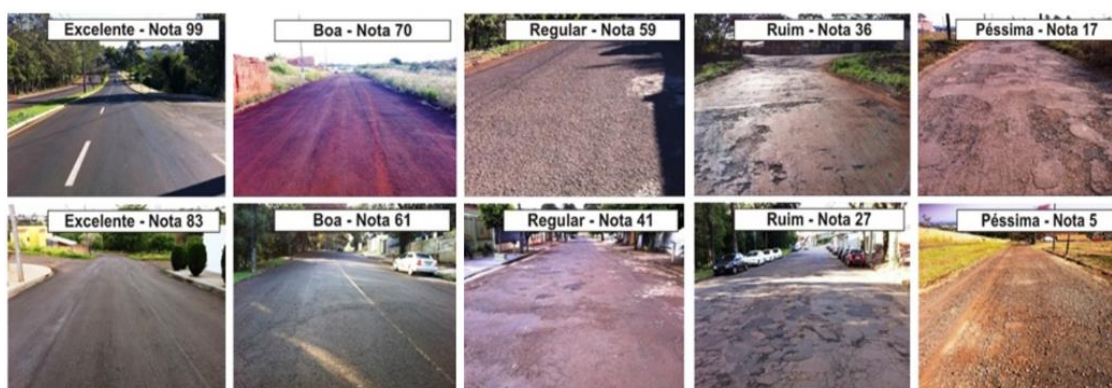 Excelente - Nota 99
Boa - Nota 70
Regular - Nota 59
Ruim - Nota 36
Péssima - Nota 17
Excelente - Nota 83
Boa - Nota 61
Regular - Nota 41
Ruim - Nota 27
Péssima - Nota 5